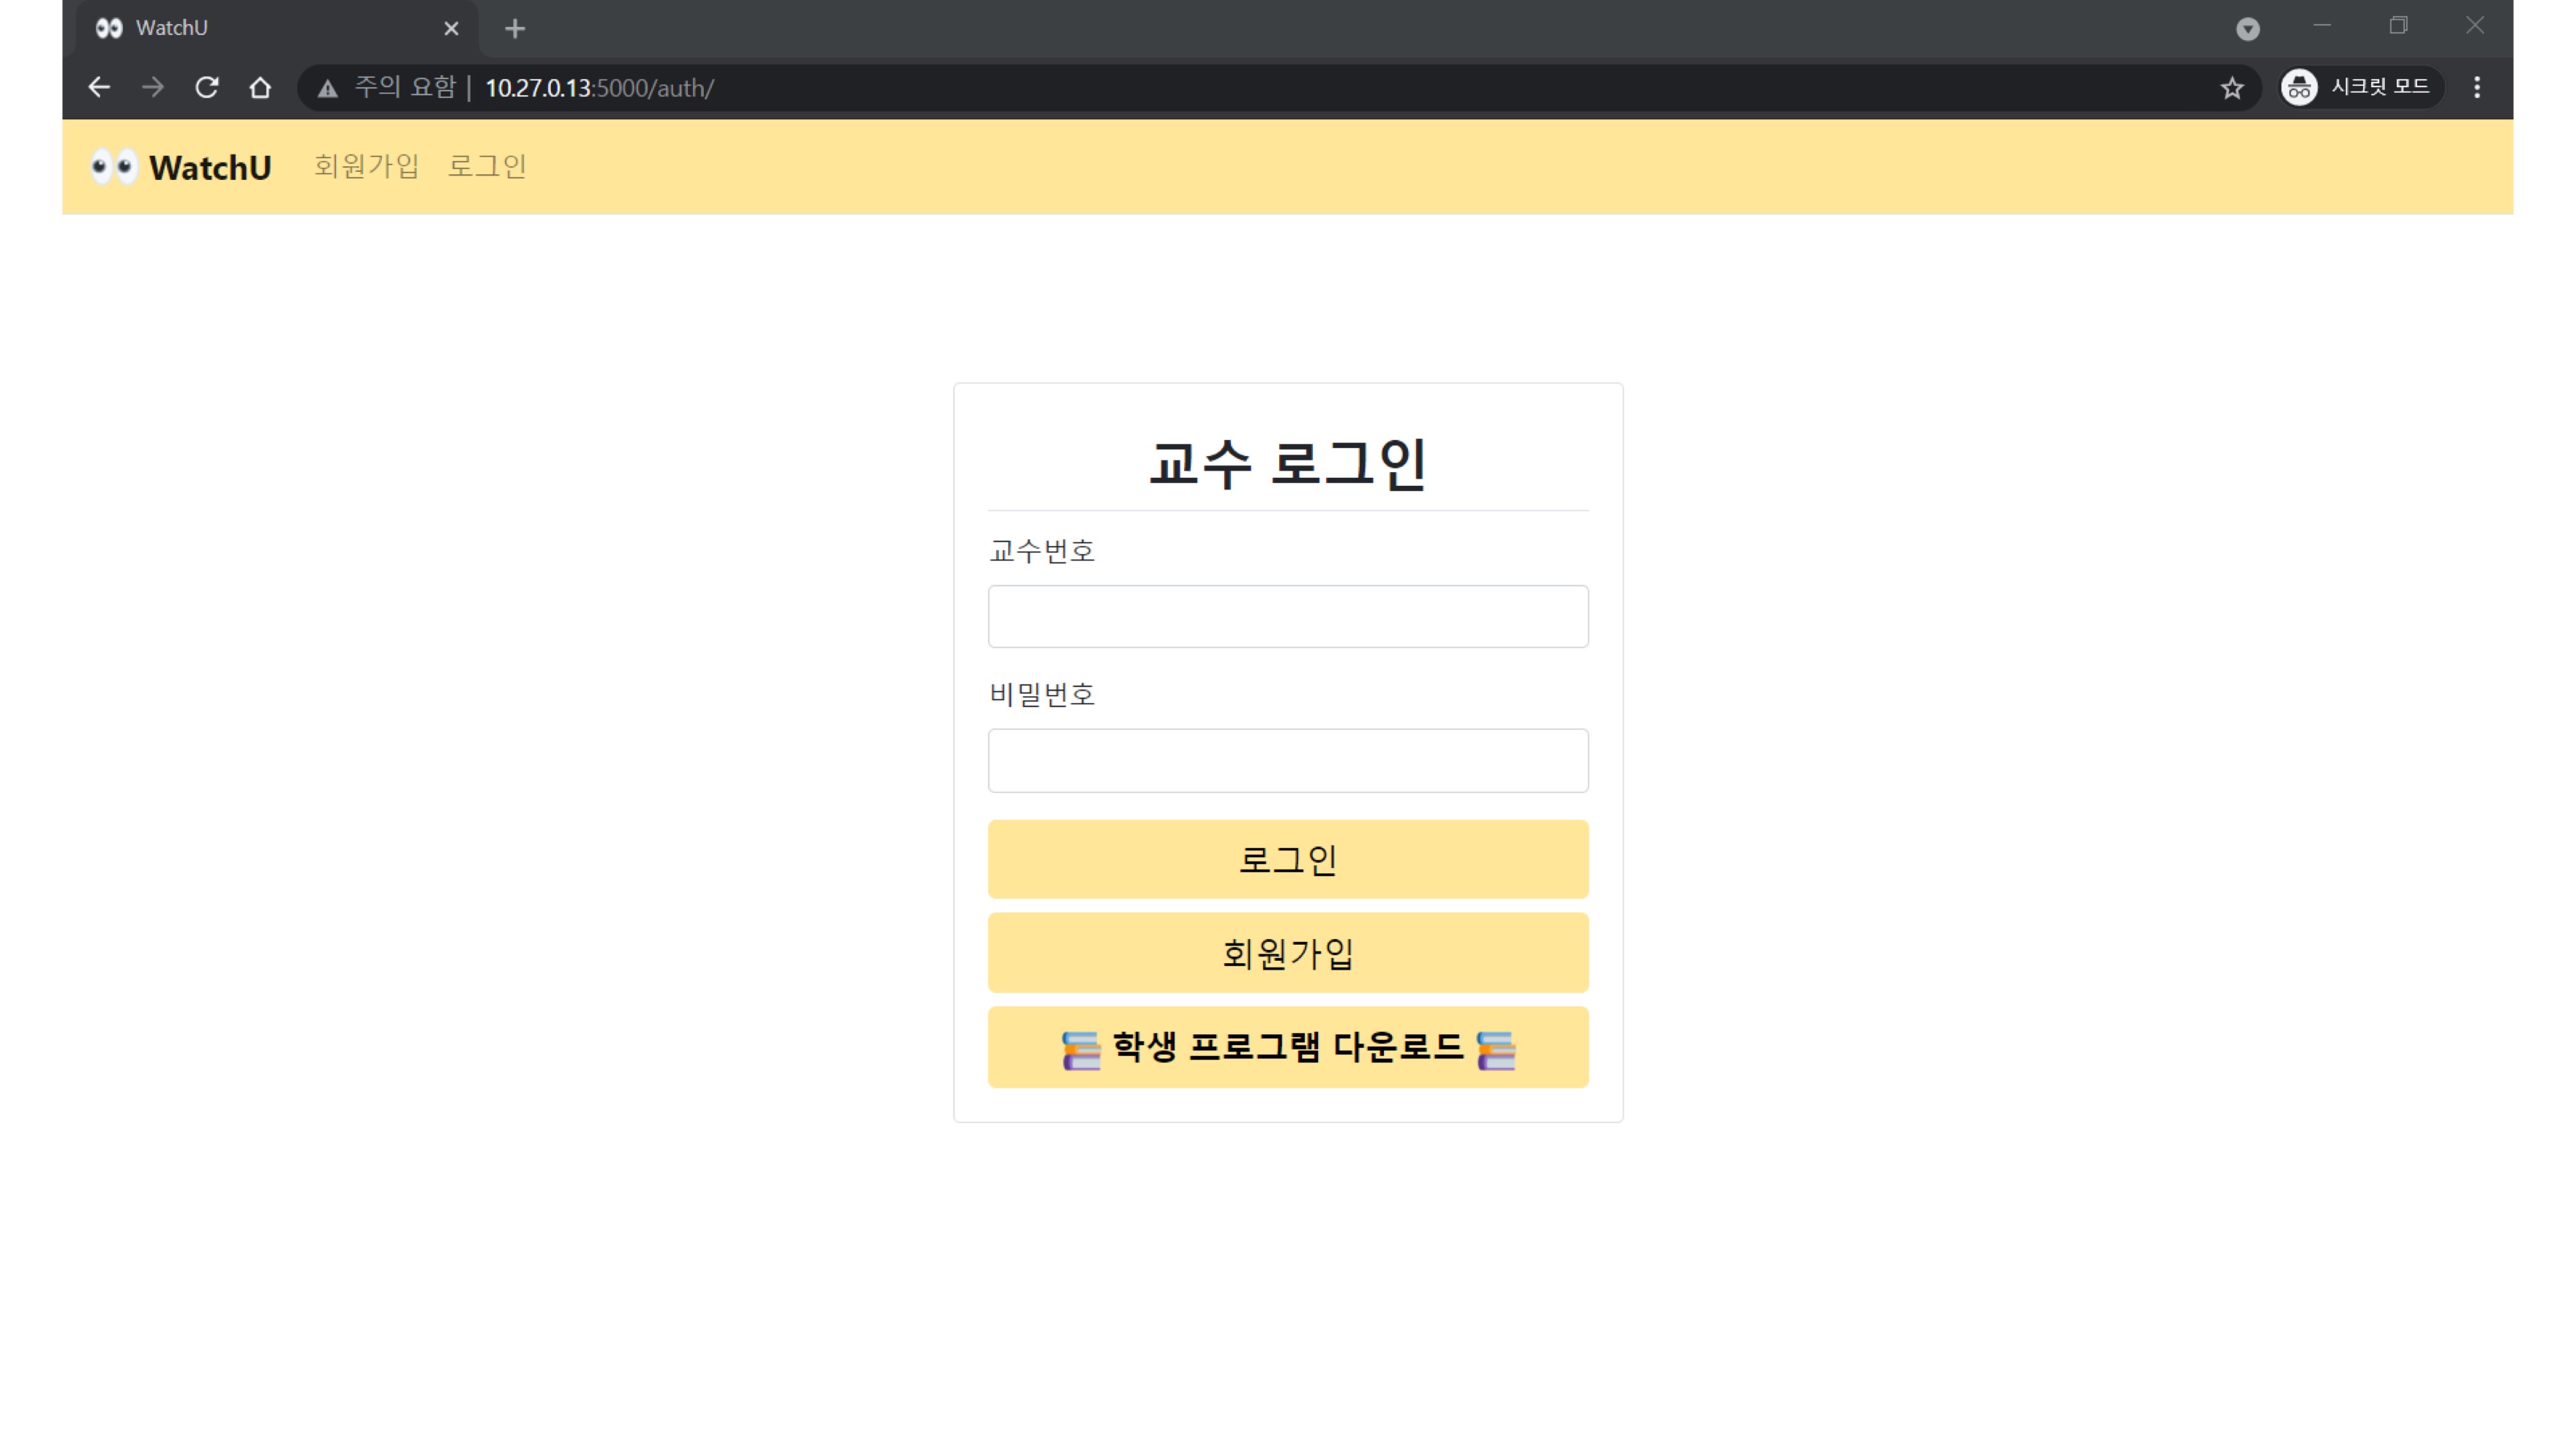 WatchU
주의 요함 | 10.27.0.13:5000/auth/ 시크릿 모드
WatchU 회원가입 로그인
교수 로그인
교수번호
비밀번호
로그인
회원가입
학생 프로그램 다운로드